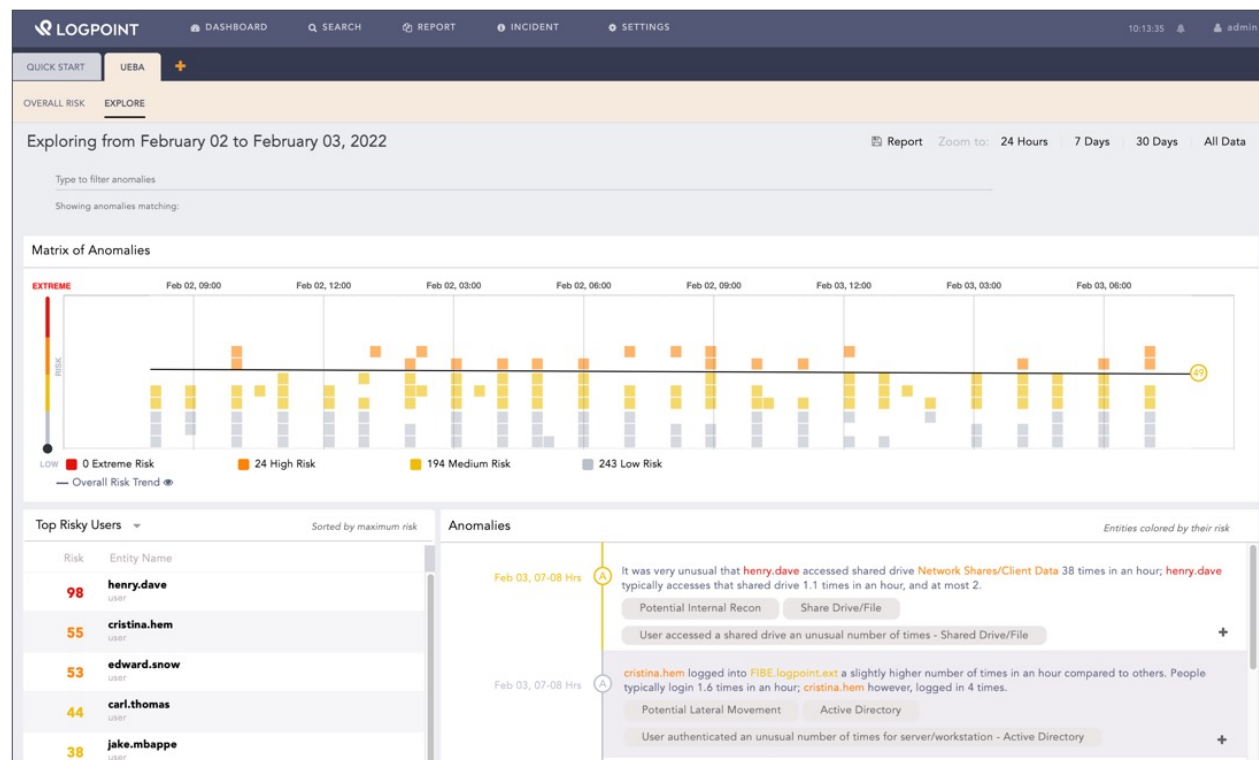 LOGPOINT DASHBOARD SEARCH REPORT INCIDENT SETTINGS 10:13:35 admin
QUICK START UEBA +
OVERALL RISK EXPLORE
Exploring from February 02 to February 03, 2022 Report Zoom to: 24 Hours 7 Days 30 Days All Data
Type to filter anomalies
Showing anomalies matching:
Matrix of Anomalies
EXTREME Feb 02, 09:00 Feb 02, 12:00 Feb 02, 03:00 Feb 02, 06:00 Feb 02, 09:00 Feb 03, 12:00 Feb 03, 03:00 Feb 03, 06:00
RISK
49
LOW 0 Extreme Risk 24 High Risk 194 Medium Risk 243 Low Risk
Overall Risk Trend
Top Risky Users Sorted by maximum risk
Risk Entity Name
98 henry.dave
user
55 cristina.hem
user
53 edward.snow
user
44 carl.thomas
user
38 jake.mbappe
user
Anomalies Entities colored by their risk
Feb 03, 07-08 Hrs A It was very unusual that henry.dave accessed shared drive Network Shares/Client Data 38 times in an hour; henry.dave
typically accesses that shared drive 1.1 times in an hour, and at most 2.
Potential Internal Recon Share Drive/File
User accessed a shared drive an unusual number of times - Shared Drive/File +
Feb 03, 07-08 Hrs A cristina.hem logged into FIBE.logpoint.ext a slightly higher number of times in an hour compared to others. People
typically login 1.6 times in an hour; cristina.hem however, logged in 4 times.
Potential Lateral Movement Active Directory
User authenticated an unusual number of times for server/workstation - Active Directory +